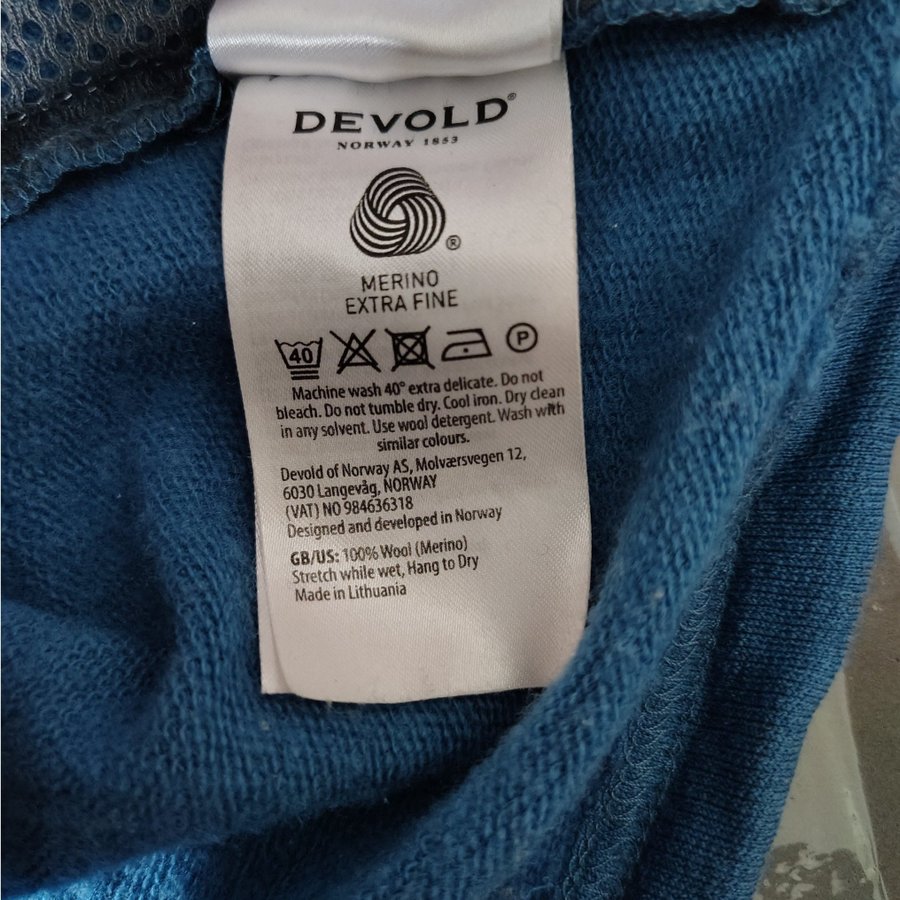 DEVOLD®
NORWAY 1853
®
MERINO
EXTRA FINE
40 P
Machine wash 40° extra delicate. Do not
bleach. Do not tumble dry. Cool iron. Dry clean
in any solvent. Use wool detergent. Wash with
similar colours.
Devold of Norway AS, Molværsvegen 12,
6030 Langevåg, NORWAY
(VAT) NO 984636318
Designed and developed in Norway
GB/US: 100% Wool (Merino)
Stretch while wet, Hang to Dry
Made in Lithuania